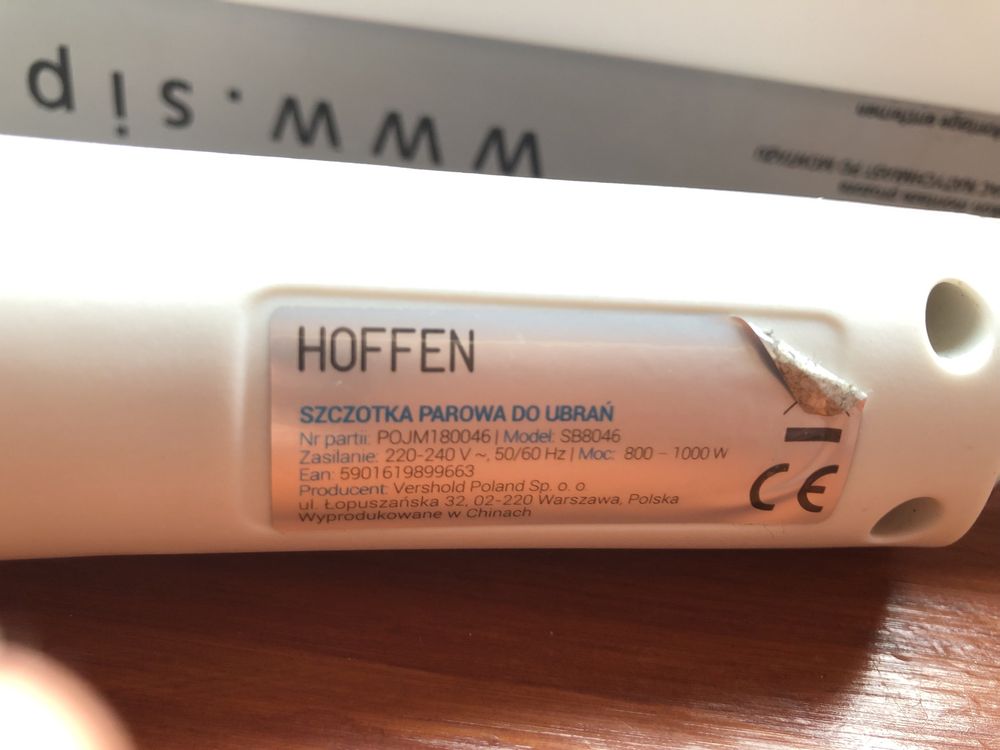 www.sip
HOFFEN
SZCZOTKA PAROWA DO UBRAŃ
Nr partii: POJM180046 | Model: SB8046
Zasilanie: 220-240 V ~, 50/60 Hz | Moc: 800 – 1000 W
Ean: 5901619899663
Producent: Vershold Poland Sp. o. o
ul. Łopuszańska 32, 02-220 Warszawa, Polska
Wyprodukowane w Chinach
CE